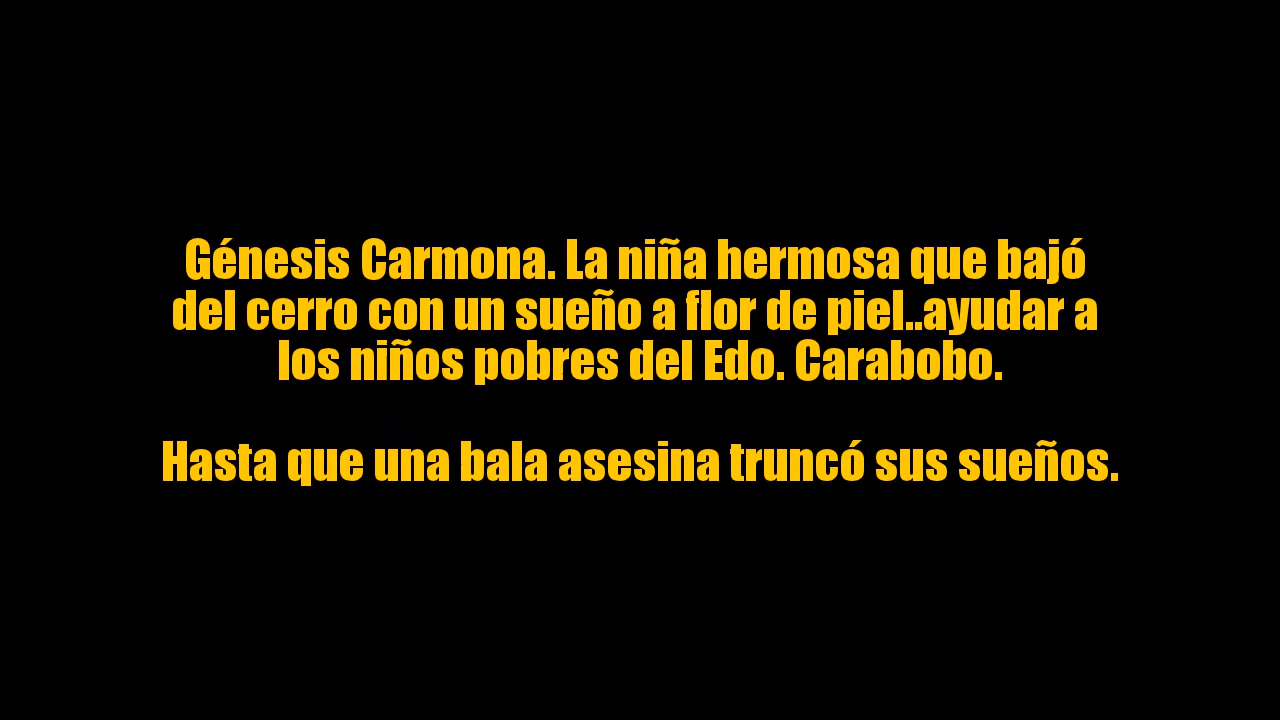 Génesis Carmona. La niña hermosa que bajó
del cerro con un sueño a flor de piel..ayudar a
los niños pobres del Edo. Carabobo.
Hasta que una bala asesina truncó sus sueños.